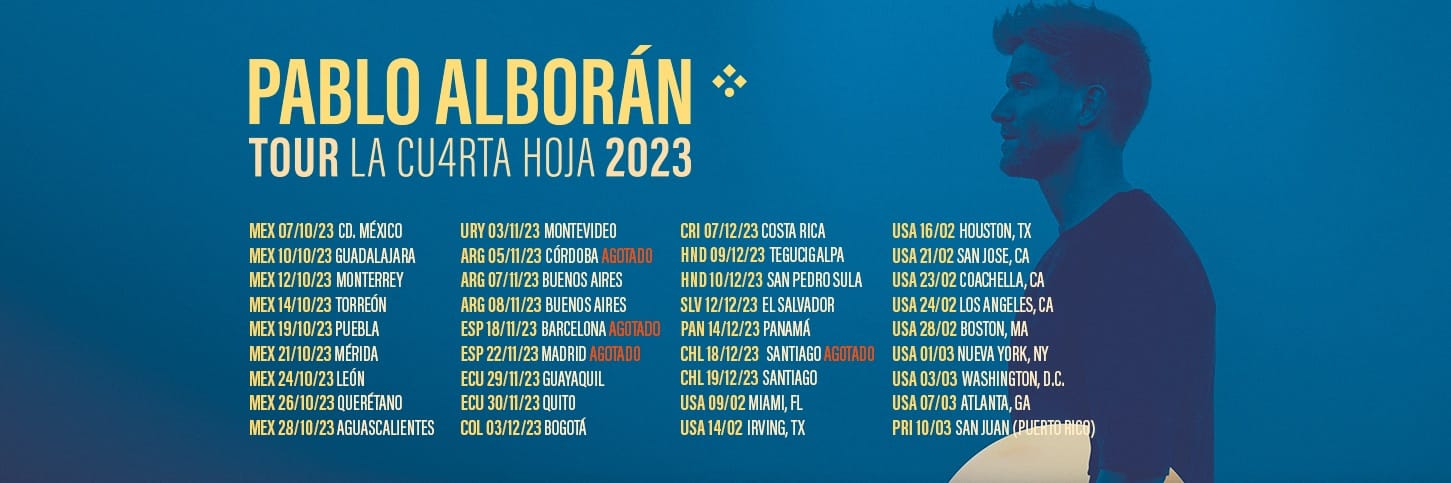 PABLO ALBORÁN
TOUR LA CU4RTA HOJA 2023
MEX 07/10/23 CD. MÉXICO
MEX 10/10/23 GUADALAJARA
MEX 12/10/23 MONTERREY
MEX 14/10/23 TORREÓN
MEX 19/10/23 PUEBLA
MEX 21/10/23 MÉRIDA
MEX 24/10/23 LEÓN
MEX 26/10/23 QUERÉTANO
MEX 28/10/23 AGUASCALIENTES
URY 03/11/23 MONTEVIDEO
ARG 05/11/23 CÓRDOBA AGOTADO
ARG 07/11/23 BUENOS AIRES
ARG 08/11/23 BUENOS AIRES
ESP 18/11/23 BARCELONA AGOTADO
ESP 22/11/23 MADRID AGOTADO
ECU 29/11/23 GUAYAQUIL
ECU 30/11/23 QUITO
COL 03/12/23 BOGOTÁ
CRI 07/12/23 COSTA RICA
HND 09/12/23 TEGUCIGALPA
HND 10/12/23 SAN PEDRO SULA
SLV 12/12/23 EL SALVADOR
PAN 14/12/23 PANAMÁ
CHL 18/12/23 SANTIAGO AGOTADO
CHL 19/12/23 SANTIAGO
USA 09/02 MIAMI, FL
USA 14/02 IRVING, TX
USA 16/02 HOUSTON, TX
USA 21/02 SAN JOSE, CA
USA 23/02 COACHELLA, CA
USA 24/02 LOS ANGELES, CA
USA 28/02 BOSTON, MA
USA 01/03 NUEVA YORK, NY
USA 03/03 WASHINGTON, D.C.
USA 07/03 ATLANTA, GA
PRI 10/03 SAN JUAN (PUERTO RICO)